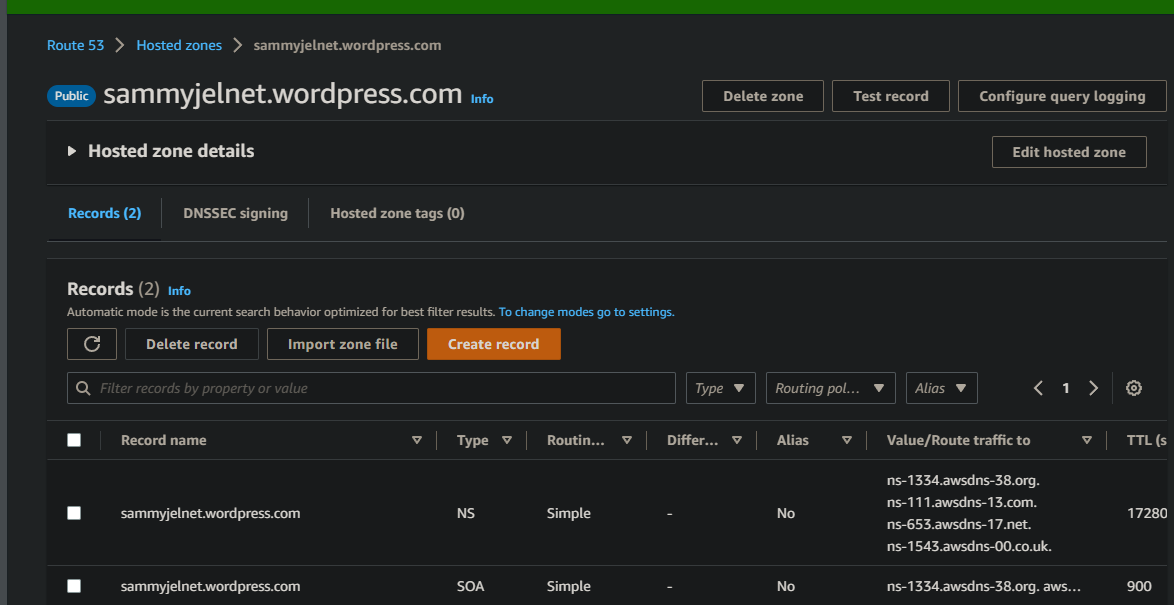 Route 53 > Hosted zones > sammyjelnet.wordpress.com
Public sammyjelnet.wordpress.com Info
Delete zone Test record Configure query logging
Hosted zone details Edit hosted zone
Records (2) DNSSEC signing Hosted zone tags (0)
Records (2) Info
Automatic mode is the current search behavior optimized for best filter results. To change modes go to settings.
Delete record Import zone file Create record
Filter records by property or value Type Routing pol... Alias 1
Record name Type Routin... Differ... Alias Value/Route traffic to TTL (s
ns-1334.awsdns-38.org.
ns-111.awsdns-13.com.
sammyjelnet.wordpress.com NS Simple - No 17280
ns-653.awsdns-17.net.
ns-1543.awsdns-00.co.uk.
sammyjelnet.wordpress.com SOA Simple - No ns-1334.awsdns-38.org. aws... 900